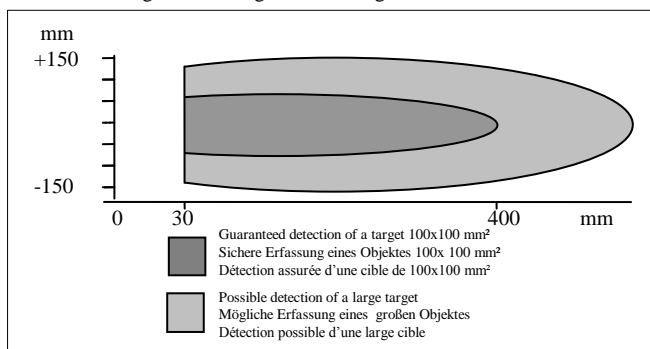 mm
+150
-150
0 30 400 mm
Guaranteed detection of a target 100x100 mm²
Sichere Erfassung eines Objektes 100x 100 mm²
Détection assurée d'une cible de 100x100 mm²
Possible detection of a large target
Mögliche Erfassung eines großen Objektes
Détection possible d'une large cible